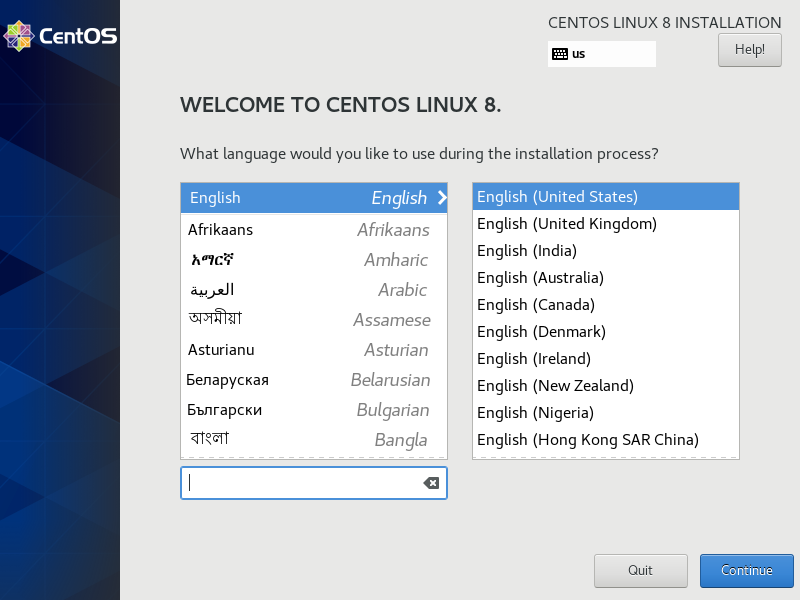 CentOS
CENTOS LINUX 8 INSTALLATION
us
Help!
WELCOME TO CENTOS LINUX 8.
What language would you like to use during the installation process?
English English
Afrikaans Afrikaans
አማርኛ Amharic
العربية Arabic
অসমীয়া Assamese
Asturianu Asturian
Беларуская Belarusian
Български Bulgarian
বাংলা Bangla
English (United States)
English (United Kingdom)
English (India)
English (Australia)
English (Canada)
English (Denmark)
English (Ireland)
English (New Zealand)
English (Nigeria)
English (Hong Kong SAR China)
Quit
Continue